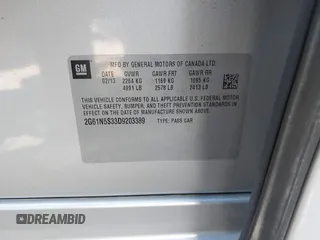 GM
MFD BY GENERAL MOTORS OF CANADA LTD
DATE GVWR GAWR FRT GAWR RR
02/13 2264 KG 1169 KG 1095 KG
4991 LB 2578 LB 2413 LB
THIS VEHICLE CONFORMS TO ALL APPLICABLE U.S. FEDERAL MOTOR
VEHICLE SAFETY, BUMPER, AND THEFT PREVENTION STANDARDS
IN EFFECT ON THE DATE OF MANUFACTURE SHOWN ABOVE.
2G61N5S33D9203389 TYPE: PASS CAR
DREAMBID